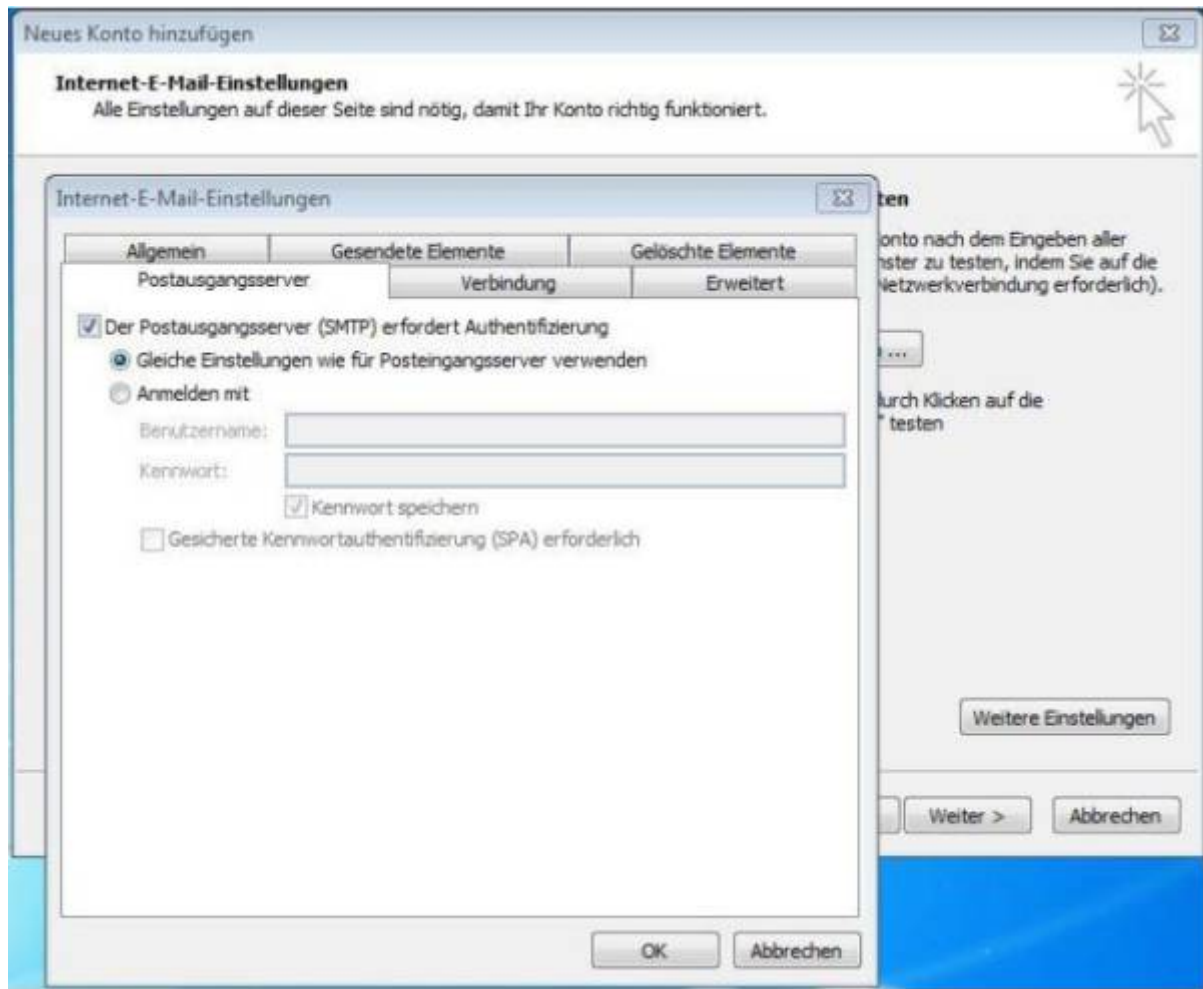 Neues Konto hinzufügen
Internet-E-Mail-Einstellungen
Alle Einstellungen auf dieser Seite sind nötig, damit Ihr Konto richtig funktioniert.
Internet-E-Mail-Einstellungen
Allgemein Gesendete Elemente Gelöschte Elemente
Postausgangsserver Verbindung Erweitert
Der Postausgangsserver (SMTP) erfordert Authentifizierung
Gleiche Einstellungen wie für Posteingangsserver verwenden
Anmelden mit
Benutzername:
Kennwort:
Kennwort speichern
Gesicherte Kennwortauthentifizierung (SPA) erforderlich
OK Abbrechen
ten
onto nach dem Eingeben aller
nster zu testen, indem Sie auf die
Netzwerkverbindung erforderlich).
...
durch Klicken auf die
" testen
Weitere Einstellungen
Weiter > Abbrechen